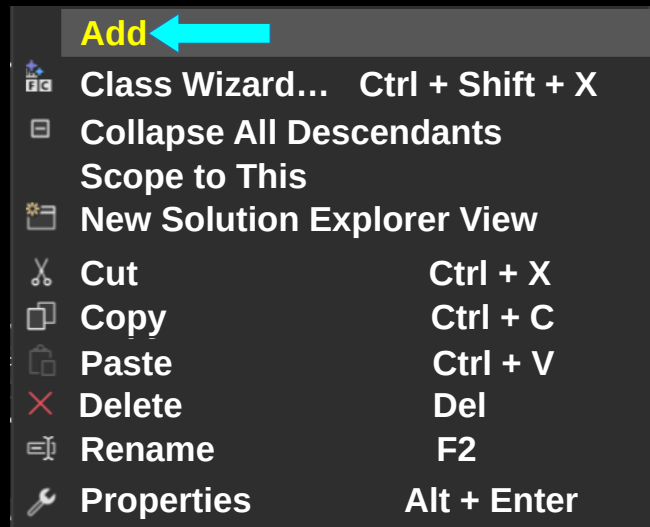 Add
Class Wizard... Ctrl + Shift + X
Collapse All Descendants
Scope to This
New Solution Explorer View
Cut Ctrl + X
Copy Ctrl + C
Paste Ctrl + V
Delete Del
Rename F2
Properties Alt + Enter